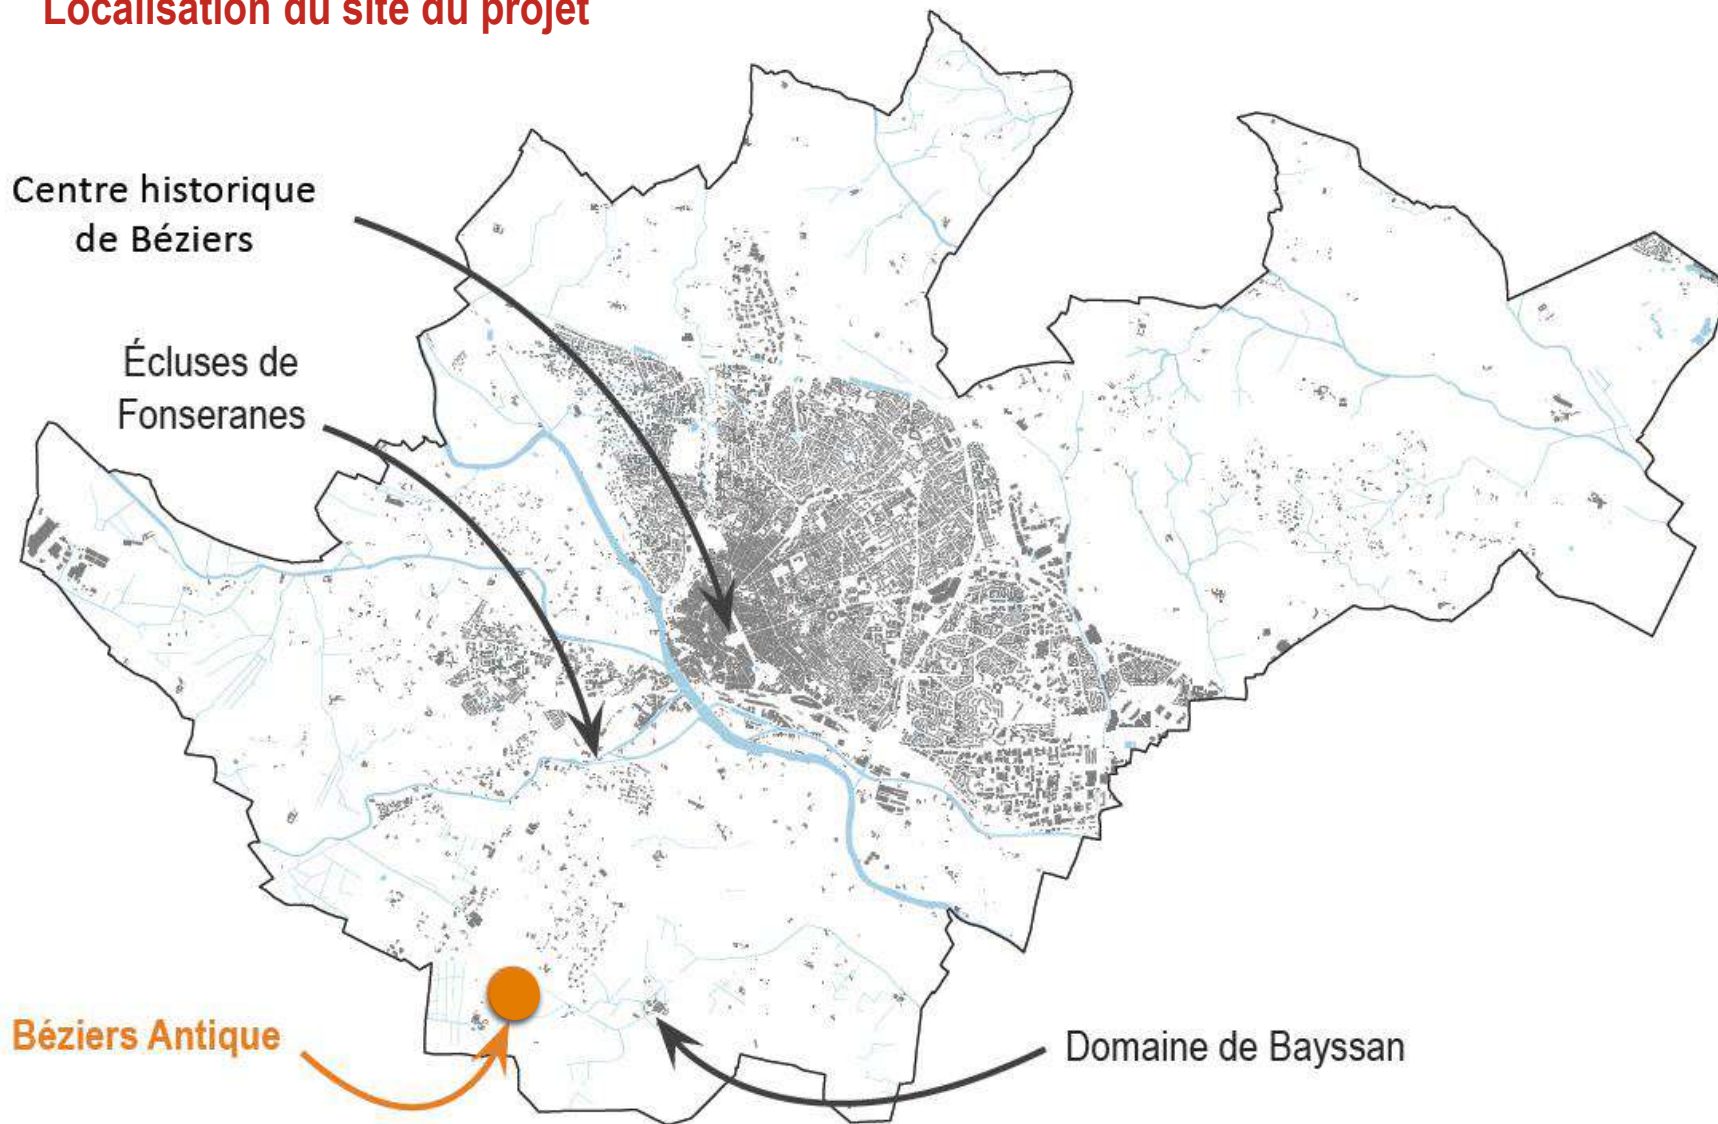 Localisation du site du projet
Centre historique
de Béziers
Écluses de
Fonseranes
Béziers Antique
Domaine de Bayssan